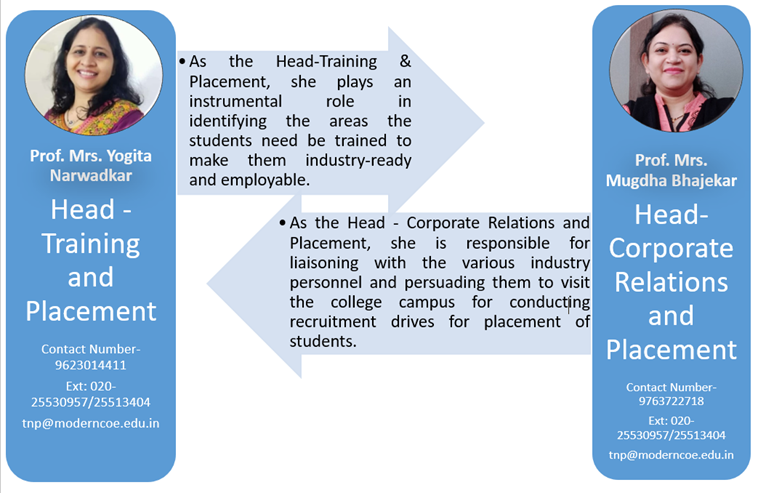 Prof. Mrs. Yogita
Narwadkar
Head -
Training
and
Placement
Contact Number-
9623014411
Ext: 020-
25530957/25513404
tnp@moderncoe.edu.in
• As the Head-Training &
Placement, she plays an
instrumental role in
identifying the areas the
students need be trained to
make them industry-ready
and employable.
• As the Head - Corporate Relations and
Placement, she is responsible for
liaisoning with the various industry
personnel and persuading them to visit
the college campus for conducting
recruitment drives for placement of
students.
Prof. Mrs.
Mugdha Bhajekar
Head-
Corporate
Relations
and
Placement
Contact Number-
9763722718
Ext: 020-
25530957/25513404
tnp@moderncoe.edu.in